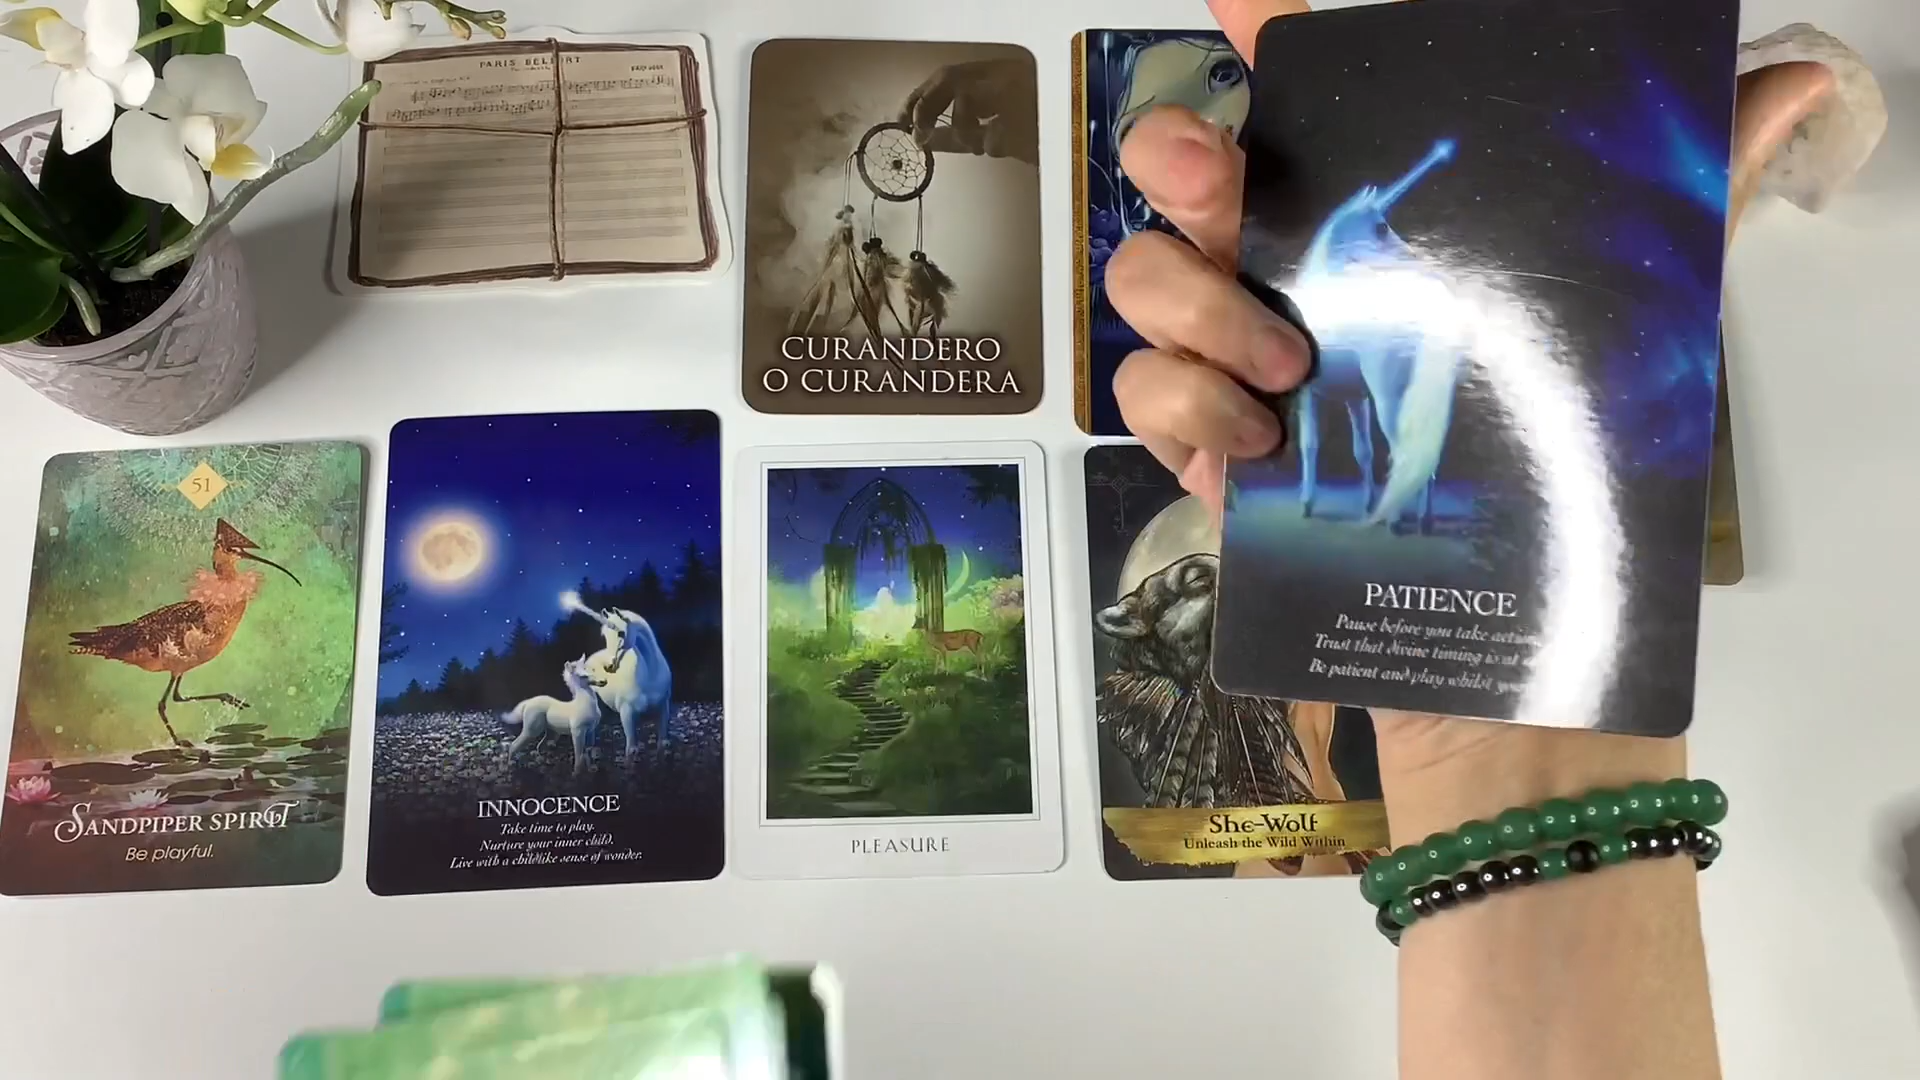 PARIS BELFORT
CURANDERO
O CURANDERA
PATIENCE
Pause before you take
Trust that divine timing is at
Be patient and play whilst
51
SANDPIPER SPIRIT
Be playful.
INNOCENCE
Take time to play.
Nurture your inner child.
Live with a childlike sense of wonder.
PLEASURE
She-Wolf
Unleash the Wild Within